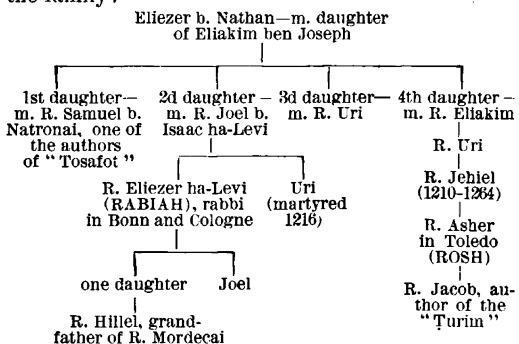 the family:
Eliezer b. Nathan—m. daughter
of Eliakim ben Joseph
1st daughter—
m. R. Samuel b.
Natronai, one of
the authors
of "Tosafot"
2d daughter –
m. R. Joel b.
Isaac ha-Levi
3d daughter—
m. R. Uri
4th daughter –
m. R. Eliakim
R. Uri
R. Jehiel
(1210-1264)
R. Asher
in Toledo
(ROSH)
R. Jacob, au-
thor of the
"Turim"
R. Eliezer ha-Levi
(RABIAH), rabbi
in Bonn and Cologne
Uri
(martyred
1216)
one daughter
Joel
R. Hillel, grand-
father of R. Mordecai